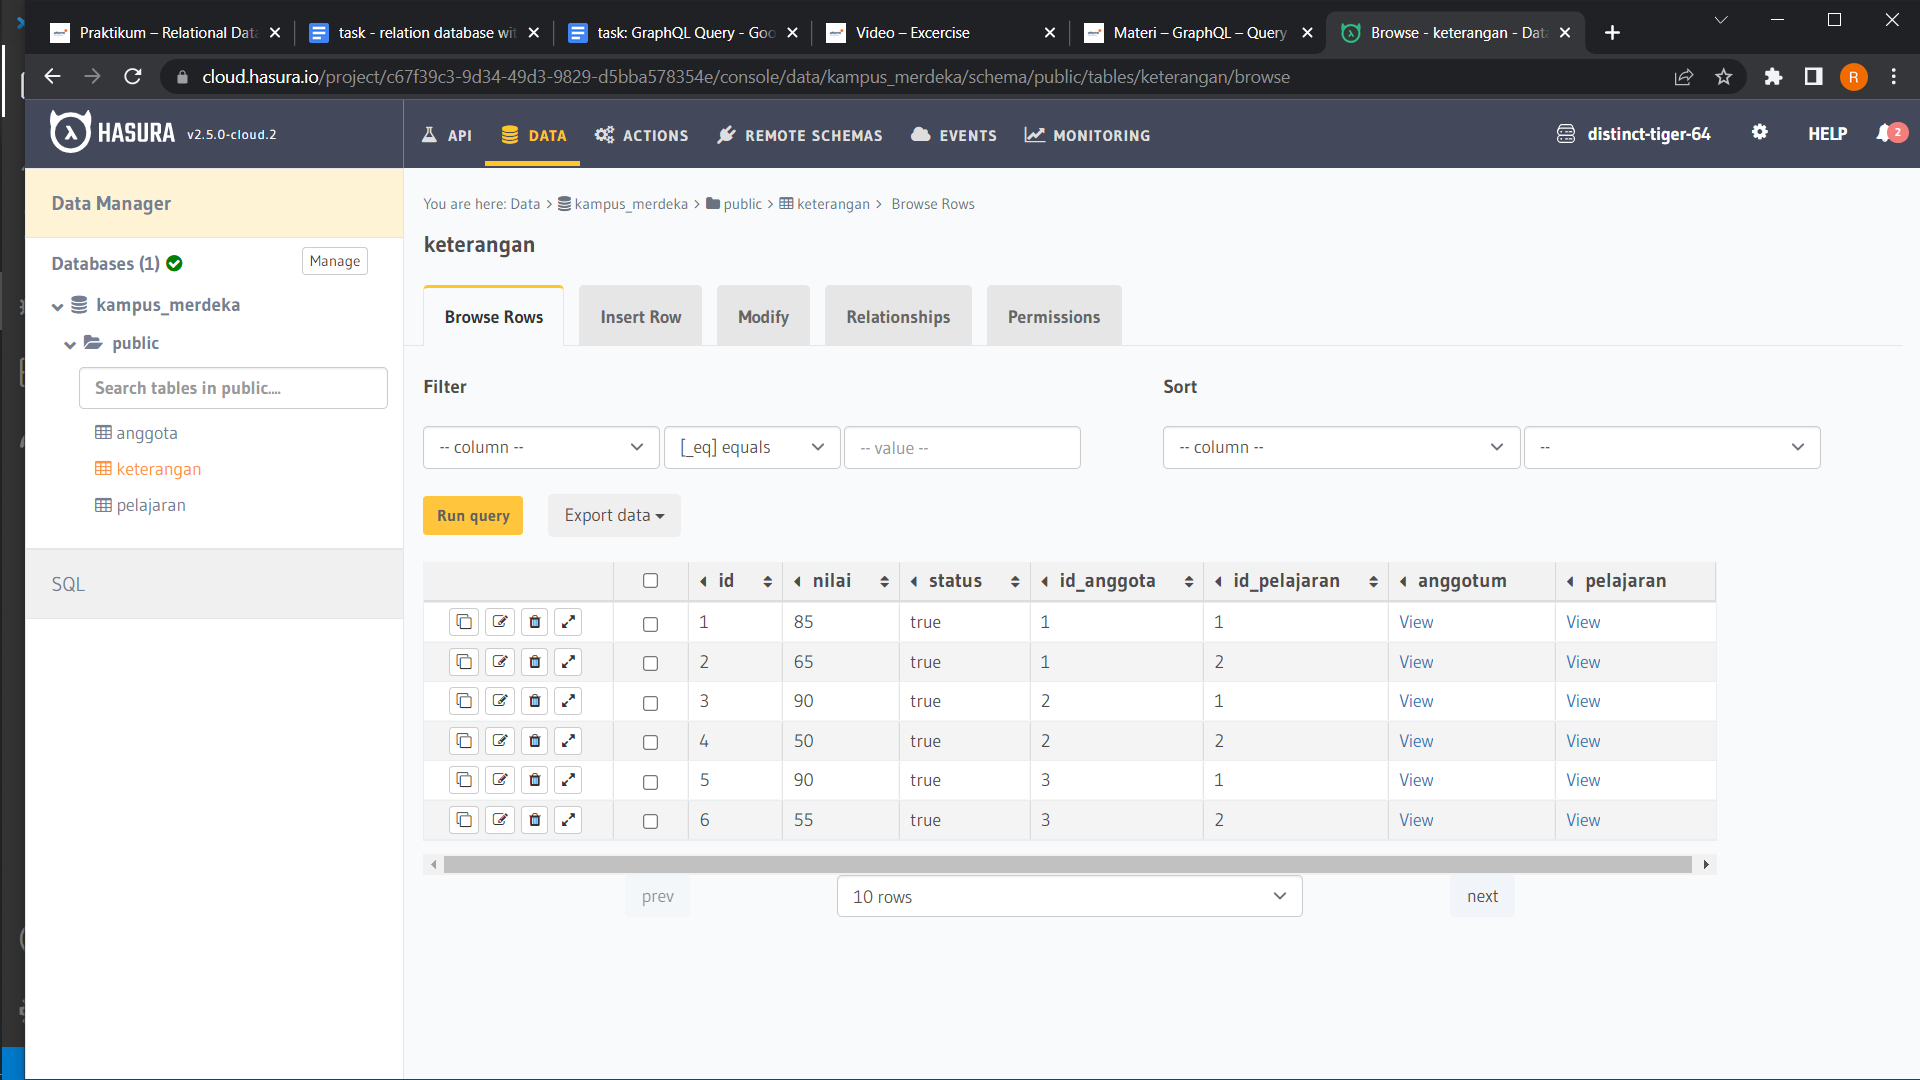 Praktikum – Relational Data
task - relation database wit
task: GraphQL Query - Goo
Video – Excercise
Materi – GraphQL – Query
Browse - keterangan - Data
cloud.hasura.io/project/c67f39c3-9d34-49d3-9829-d5bba578354e/console/data/kampus_merdeka/schema/public/tables/keterangan/browse
R
HASURA v2.5.0-cloud.2
API DATA ACTIONS REMOTE SCHEMAS EVENTS MONITORING
distinct-tiger-64 HELP 2
Data Manager
Databases (1) Manage
kampus_merdeka
public
Search tables in public....
anggota
keterangan
pelajaran
SQL
You are here: Data > kampus_merdeka > public > keterangan > Browse Rows
keterangan
Browse Rows Insert Row Modify Relationships Permissions
Filter Sort
-- column -- [_eq] equals -- value -- -- column -- --
Run query Export data
id nilai status id_anggota id_pelajaran anggotum pelajaran
1 85 true 1 1 View View
2 65 true 1 2 View View
3 90 true 2 1 View View
4 50 true 2 2 View View
5 90 true 3 1 View View
6 55 true 3 2 View View
prev 10 rows next